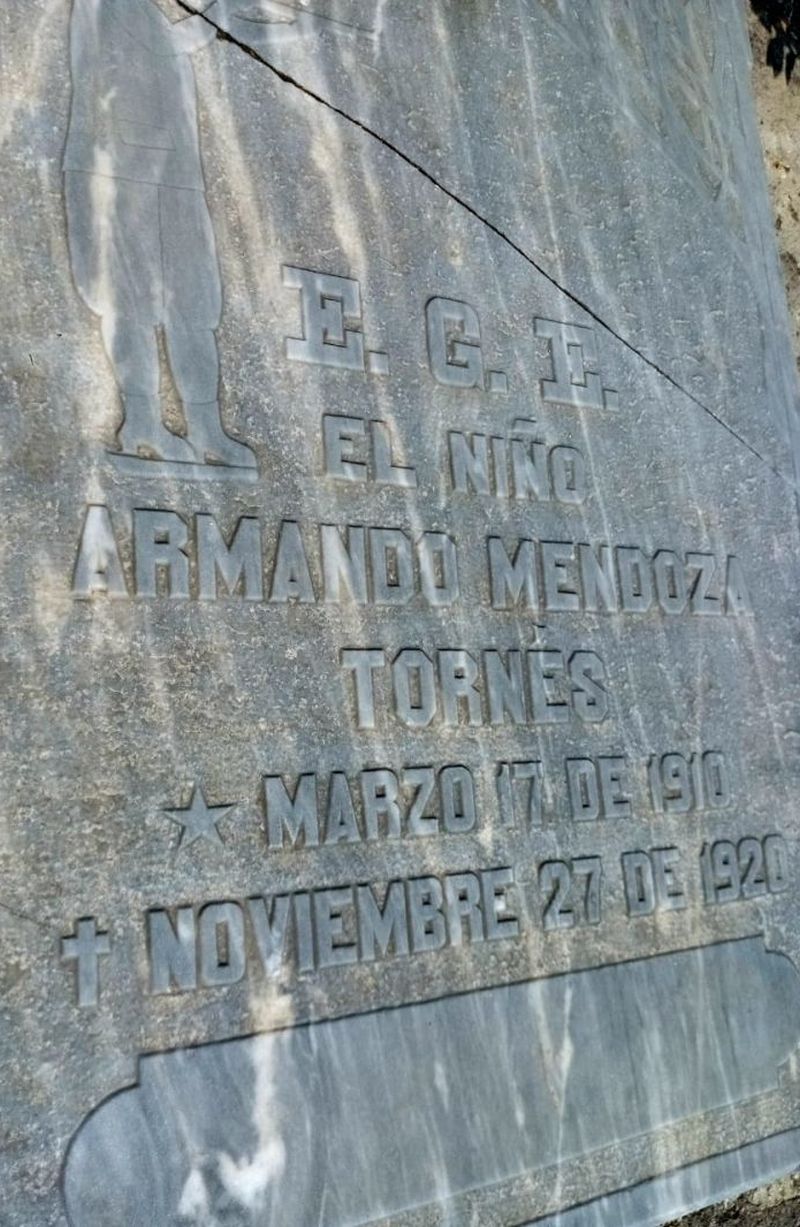 E. G. E.
EL NIÑO
ARMANDO MENDOZA
TORNÉS
★ MARZO 17 DE 1910
✝ NOVIEMBRE 27 DE 1920